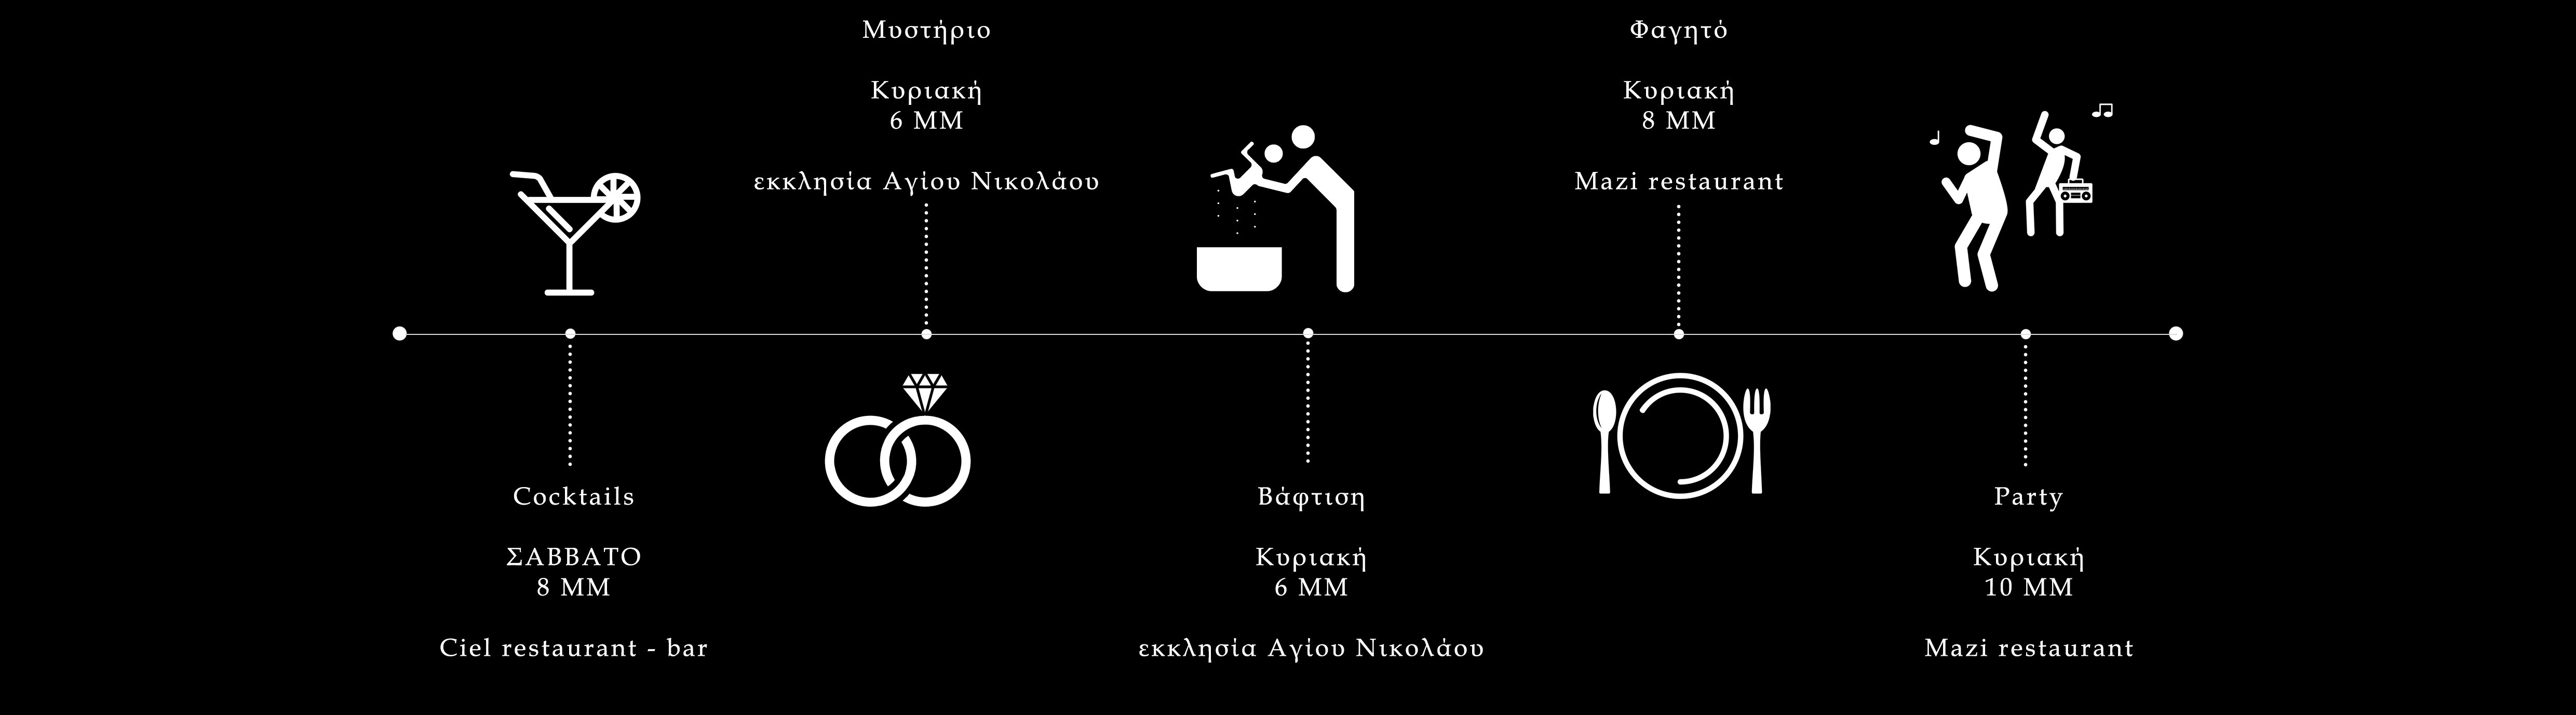 Cocktails
ΣΑΒΒΑΤΟ
8 ΜΜ
Ciel restaurant - bar
Μυστήριο
Κυριακή
6 ΜΜ
εκκλησία Αγίου Νικολάου
Βάφτιση
Κυριακή
6 ΜΜ
εκκλησία Αγίου Νικολάου
Φαγητό
Κυριακή
8 ΜΜ
Mazi restaurant
Party
Κυριακή
10 ΜΜ
Mazi restaurant